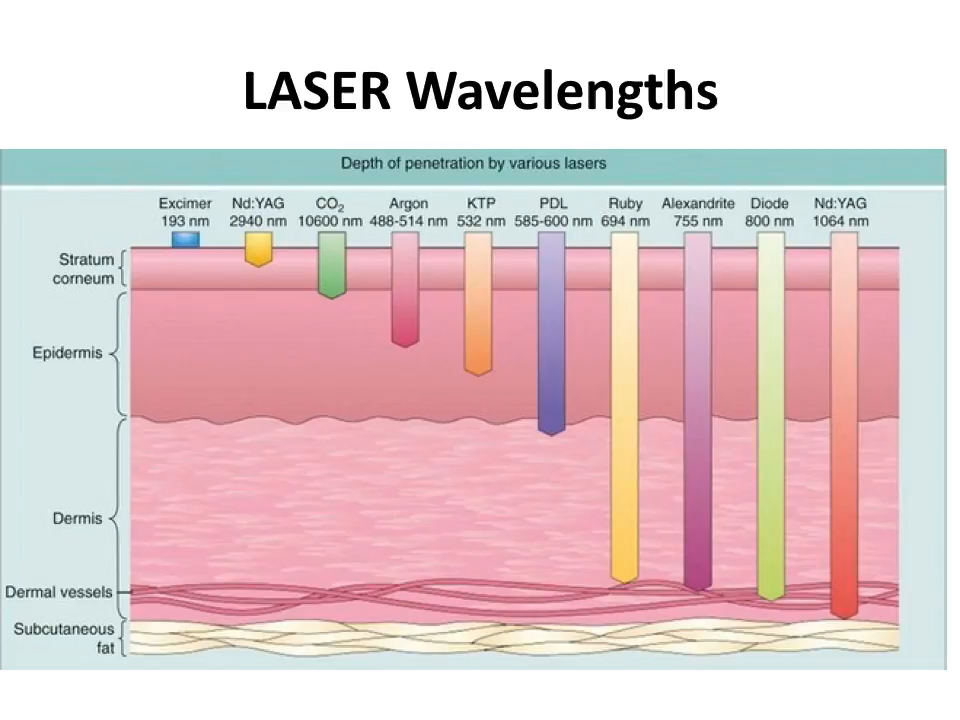 LASER Wavelengths
Depth of penetration by various lasers
Excimer Nd:YAG CO₂ Argon KTP PDL Ruby Alexandrite Diode Nd:YAG
193 nm 2940 nm 10600 nm 488-514 nm 532 nm 585-600 nm 694 nm 755 nm 800 nm 1064 nm
Stratum
corneum
Epidermis
Dermis
Dermal vessels
Subcutaneous
fat